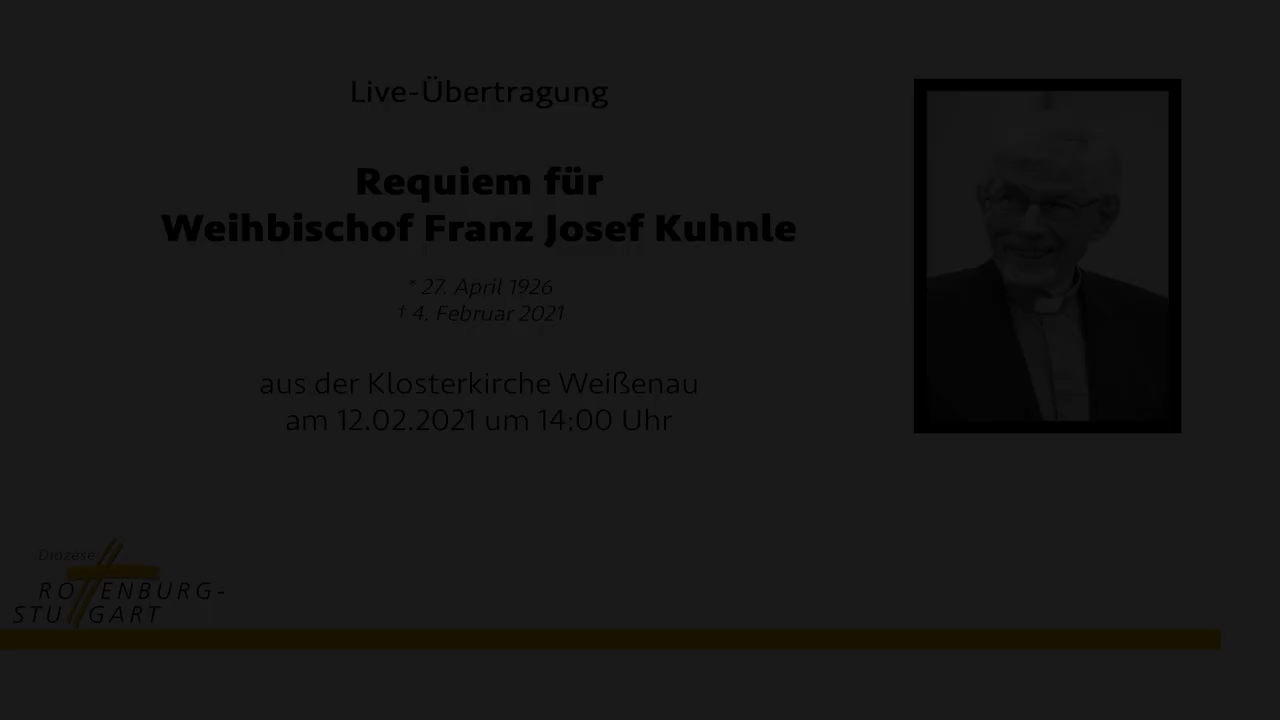 Live-Übertragung
Requiem für
Weihbischof Franz Josef Kuhnle
* 27. April 1926
† 4. Februar 2021
aus der Klosterkirche Weißenau
am 12.02.2021 um 14:00 Uhr
Diözese
ROTTENBURG-
STUTTGART